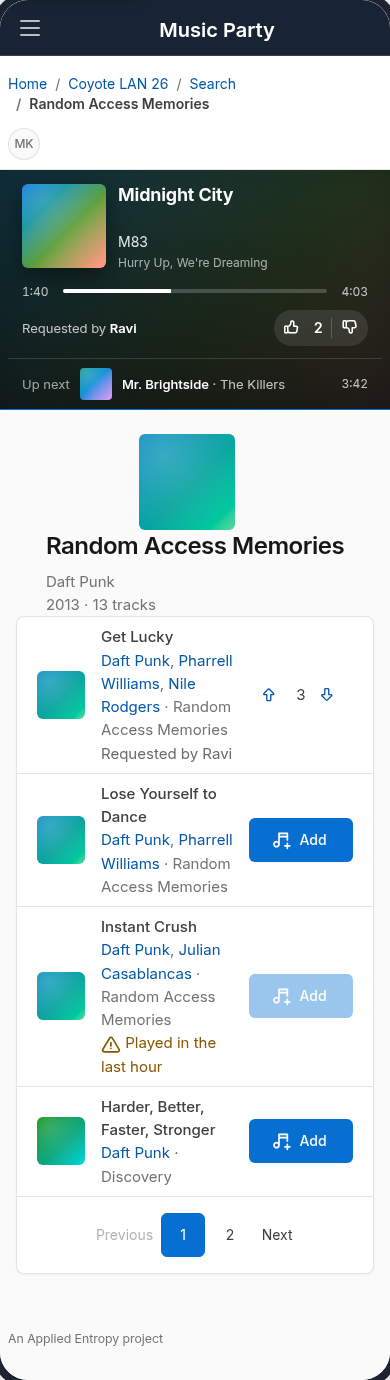 Music Party
Home / Coyote LAN 26 / Search
/ Random Access Memories
MK
Midnight City
M83
Hurry Up, We're Dreaming
1:40 4:03
Requested by Ravi 2
Up next Mr. Brightside · The Killers 3:42
Random Access Memories
Daft Punk
2013 · 13 tracks
Get Lucky
Daft Punk, Pharrell
Williams, Nile
Rodgers · Random
Access Memories
Requested by Ravi
3
Lose Yourself to
Dance
Daft Punk, Pharrell
Williams · Random
Access Memories
Add
Instant Crush
Daft Punk, Julian
Casablancas ·
Random Access
Memories
Played in the
last hour
Add
Harder, Better,
Faster, Stronger
Daft Punk ·
Discovery
Add
Previous 1 2 Next
An Applied Entropy project